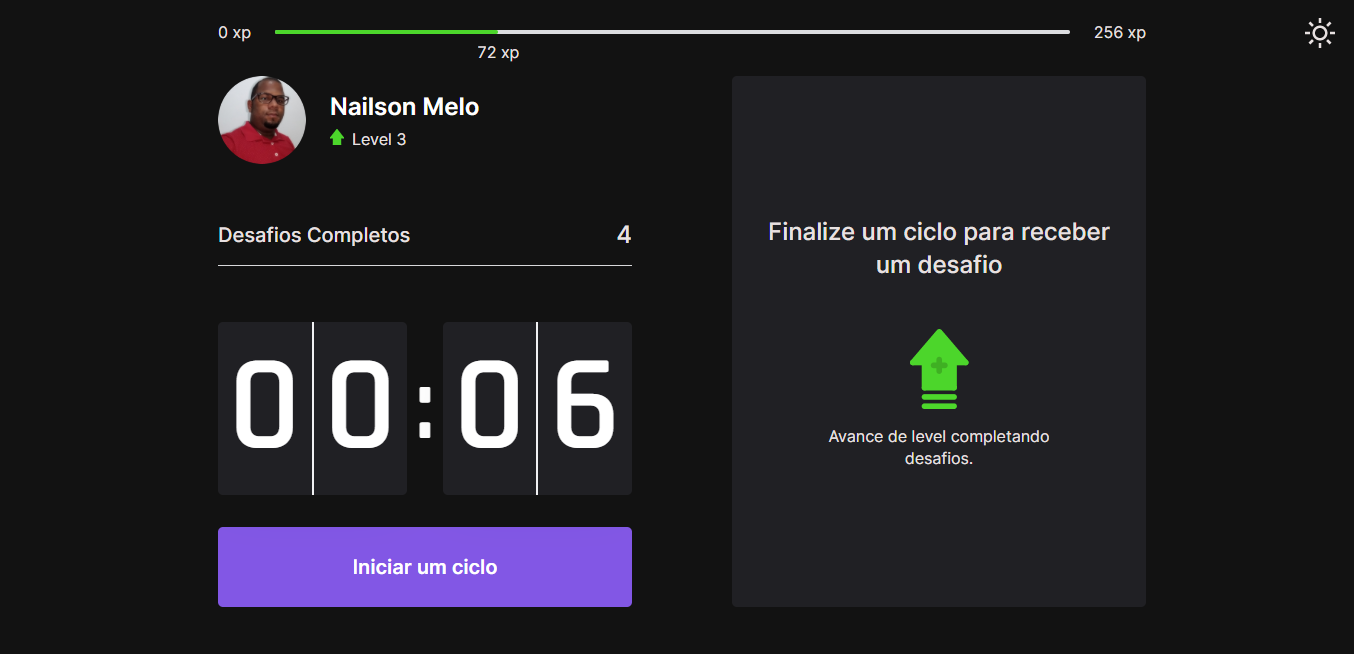 0 xp
256 xp
72 xp
Nailson Melo
Level 3
Desafios Completos 4
00:06
Iniciar um ciclo
Finalize um ciclo para receber
um desafio
Avance de level completando
desafios.